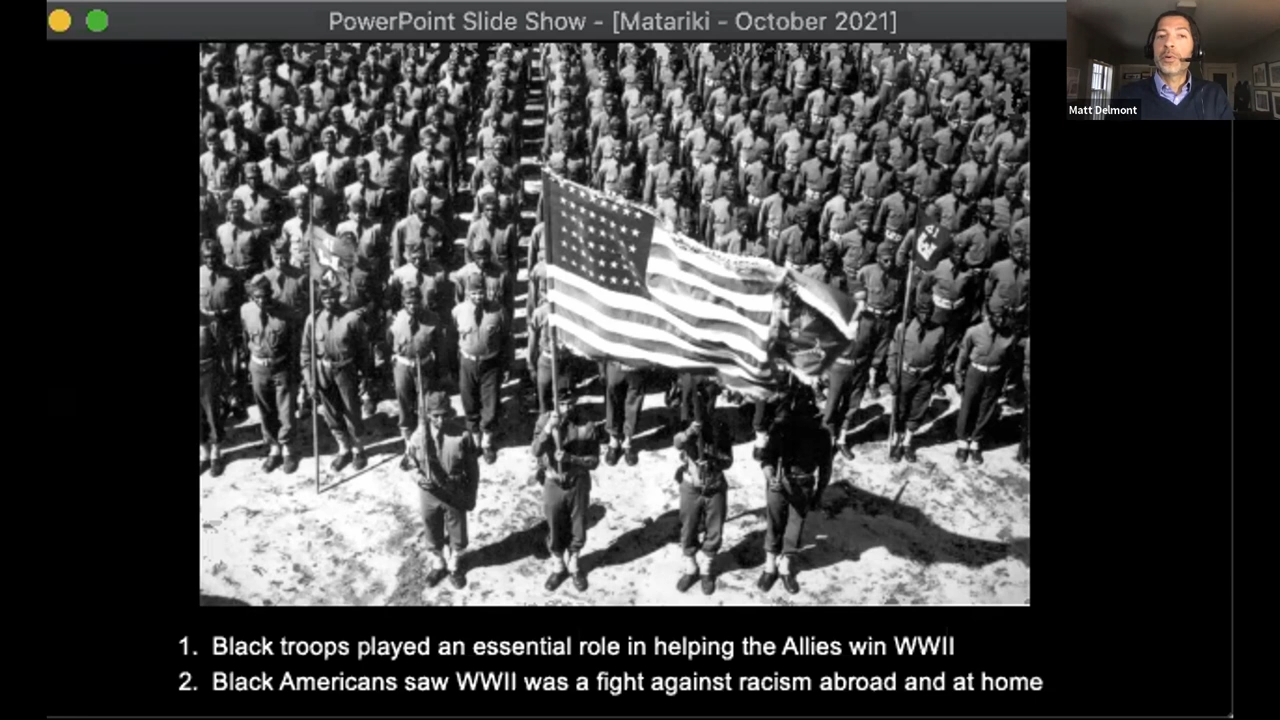 PowerPoint Slide Show - [Matariki - October 2021]
Matt Delmont
1. Black troops played an essential role in helping the Allies win WWII
2. Black Americans saw WWII was a fight against racism abroad and at home